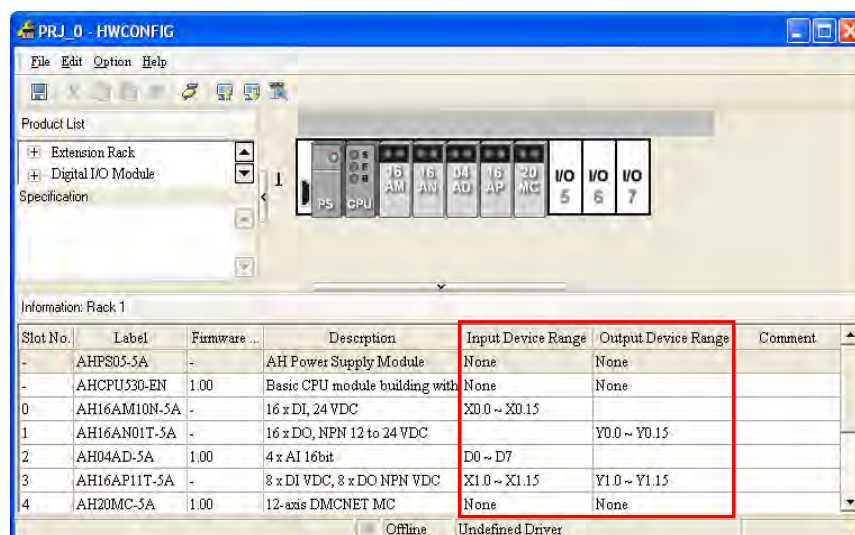 PRJ_0 - HWCONFIG
File Edit Option Help
Product List
Extension Rack
Digital I/O Module
Specification
1
PS CPU 16 AM 16 AN 04 AD 16 AP 20 MC I/O 5 I/O 6 I/O 7
Information: Rack 1
Slot No. Label Firmware ... Descrption Input Device Range Output Device Range Comment
- AHPS05-5A - AH Power Supply Module None None
- AHCPU530-EN 1.00 Basic CPU module building with None None
0 AH16AM10N-5A - 16 x DI, 24 VDC X0.0 ~ X0.15
1 AH16AN01T-5A - 16 x DO, NPN 12 to 24 VDC Y0.0 ~ Y0.15
2 AH04AD-5A 1.00 4 x AI 16bit D0 ~ D7
3 AH16AP11T-5A - 8 x DI VDC, 8 x DO NPN VDC X1.0 ~ X1.15 Y1.0 ~ Y1.15
4 AH20MC-5A 1.00 12-axis DMCNET MC None None
Offline Undefined Driver